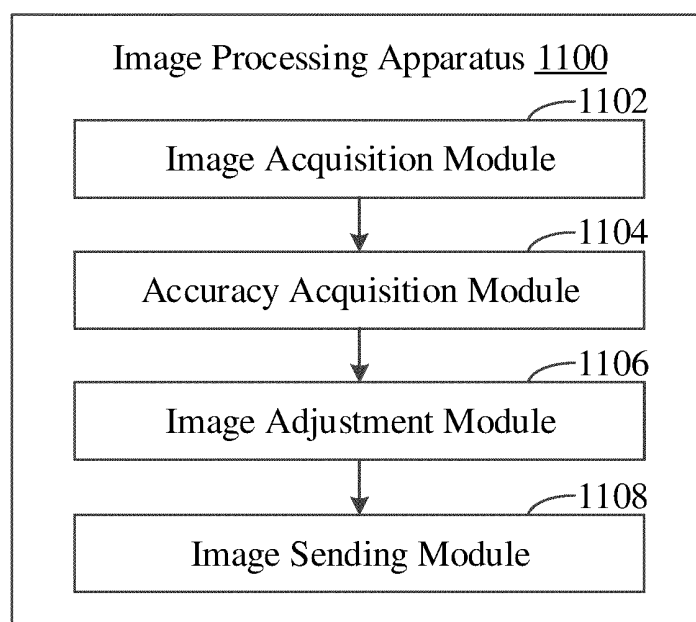 Image Processing Apparatus 1100
1102
Image Acquisition Module
1104
Accuracy Acquisition Module
1106
Image Adjustment Module
1108
Image Sending Module